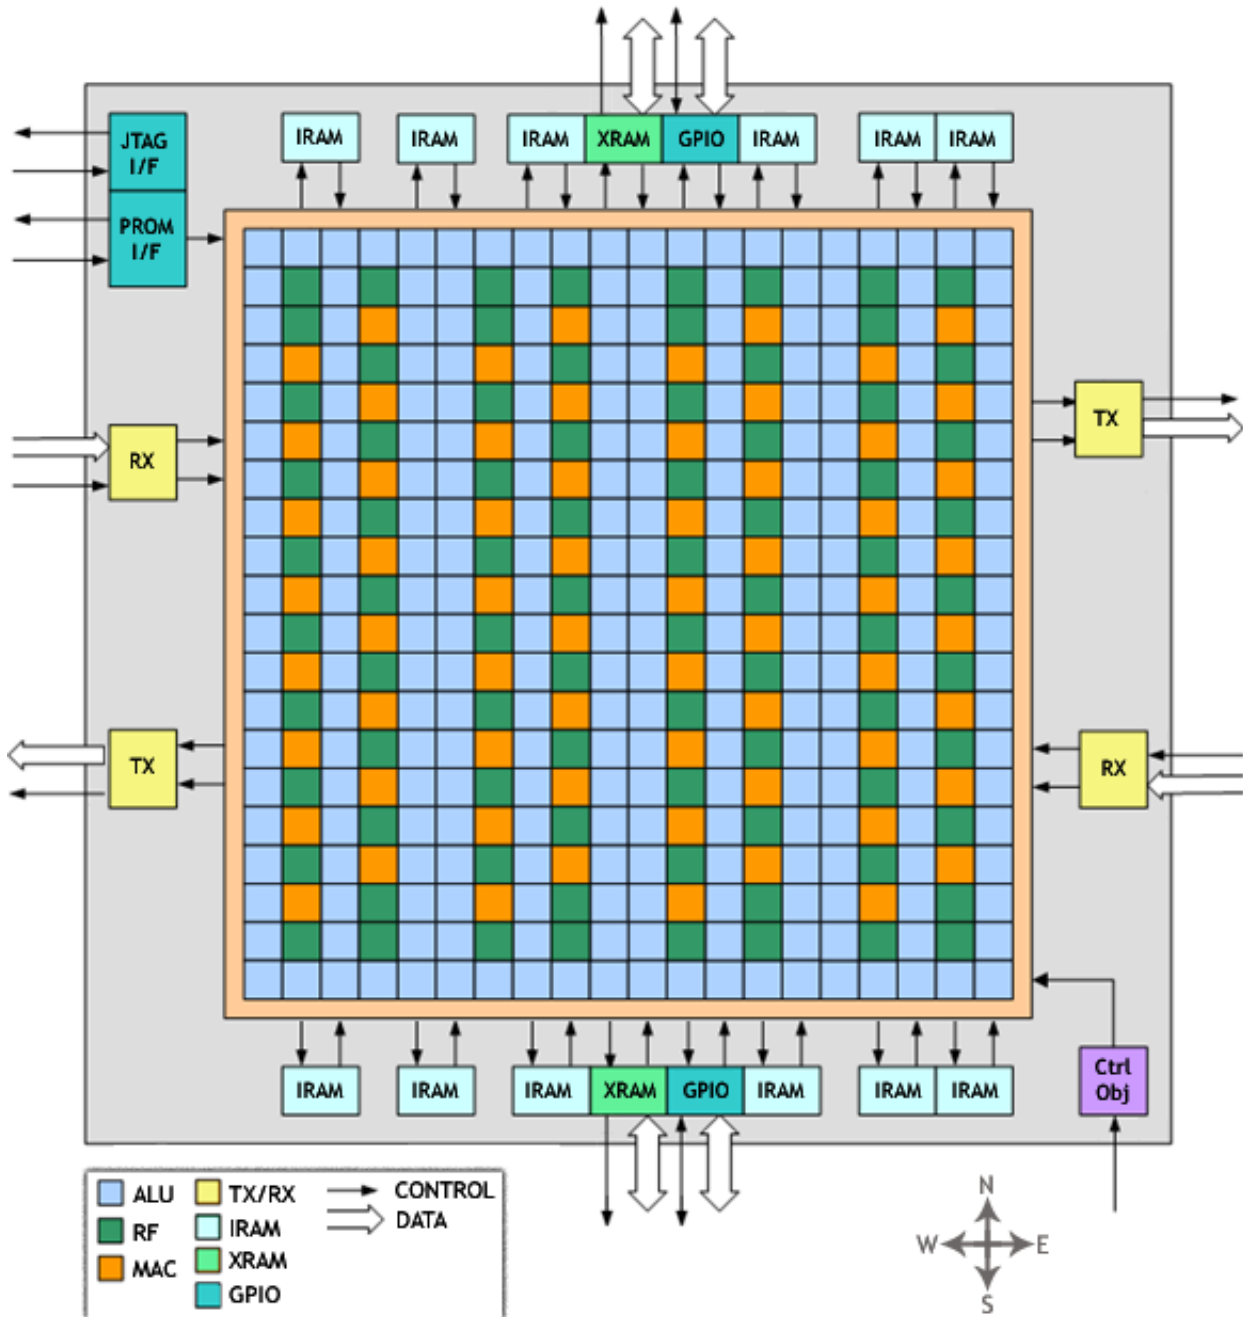 JTAG
I/F
PROM
I/F
IRAM
IRAM
IRAM
XRAM
GPIO
IRAM
IRAM
IRAM
RX
TX
TX
RX
IRAM
IRAM
IRAM
XRAM
GPIO
IRAM
IRAM
IRAM
Ctrl
Obj
ALU
RF
MAC
TX/RX
IRAM
XRAM
GPIO
CONTROL
DATA
N
W
E
S